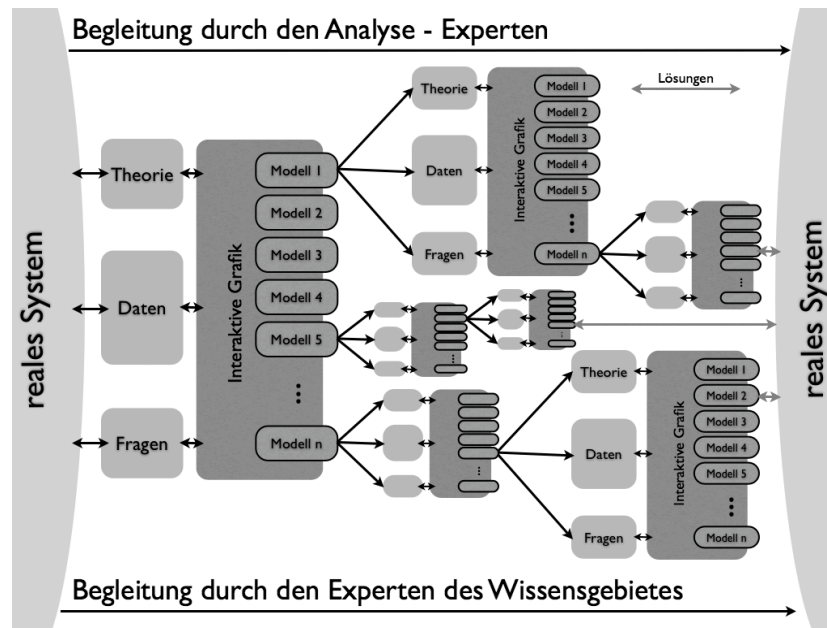 Begleitung durch den Analyse - Experten
reales System
Theorie
Daten
Fragen
Interaktive Grafik
Modell 1
Modell 2
Modell 3
Modell 4
Modell 5
...
Modell n
Theorie
Daten
Fragen
Interaktive Grafik
Modell 1
Modell 2
Modell 3
Modell 4
Modell 5
...
Modell n
Lösungen
...
...
...
...
Theorie
Daten
Fragen
Interaktive Grafik
Modell 1
Modell 2
Modell 3
Modell 4
Modell 5
...
Modell n
reales System
Begleitung durch den Experten des Wissensgebietes